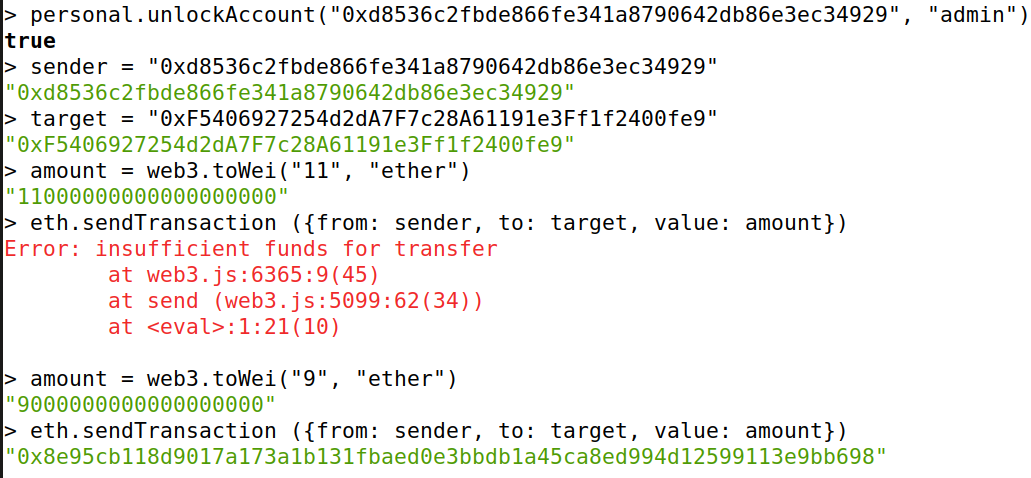 > personal.unlockAccount("0xd8536c2fbde866fe341a8790642db86e3ec34929", "admin")
true
> sender = "0xd8536c2fbde866fe341a8790642db86e3ec34929"
"0xd8536c2fbde866fe341a8790642db86e3ec34929"
> target = "0xF5406927254d2dA7F7c28A61191e3Ff1f2400fe9"
"0xF5406927254d2dA7F7c28A61191e3Ff1f2400fe9"
> amount = web3.toWei("11", "ether")
"11000000000000000000"
> eth.sendTransaction ({from: sender, to: target, value: amount})
Error: insufficient funds for transfer
at web3.js:6365:9(45)
at send (web3.js:5099:62(34))
at <eval>:1:21(10)
> amount = web3.toWei("9", "ether")
"9000000000000000000"
> eth.sendTransaction ({from: sender, to: target, value: amount})
"0x8e95cb118d9017a173a1b131fbaed0e3bbdb1a45ca8ed994d12599113e9bb698"